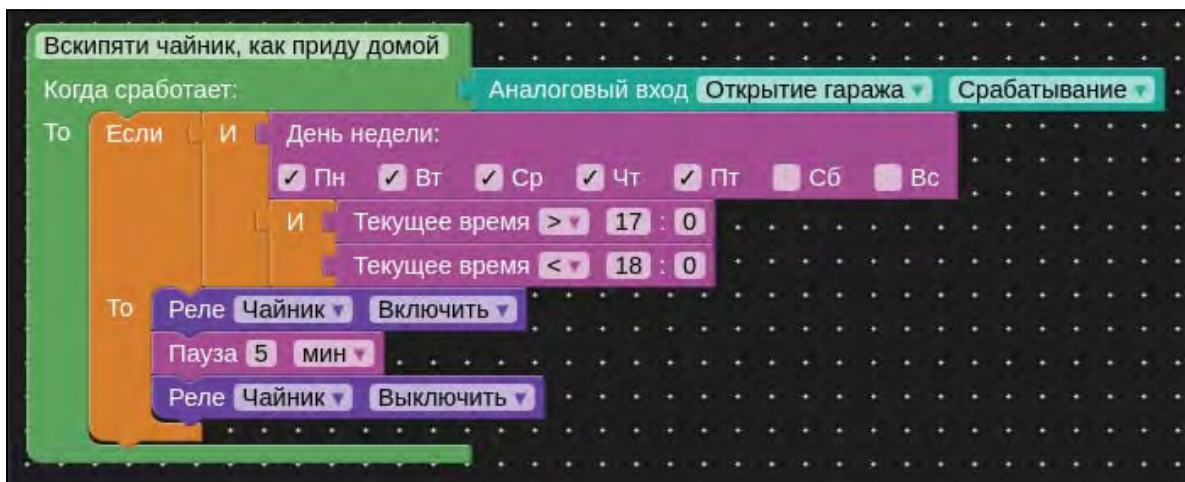 Вскипяти чайник, как приду домой
Когда сработает: Аналоговый вход Открытие гаража Срабатывание
То Если И День недели:
Пн Вт Ср Чт Пт Сб Вс
И Текущее время > 17 : 0
Текущее время < 18 : 0
То Реле Чайник Включить
Пауза 5 мин
Реле Чайник Выключить